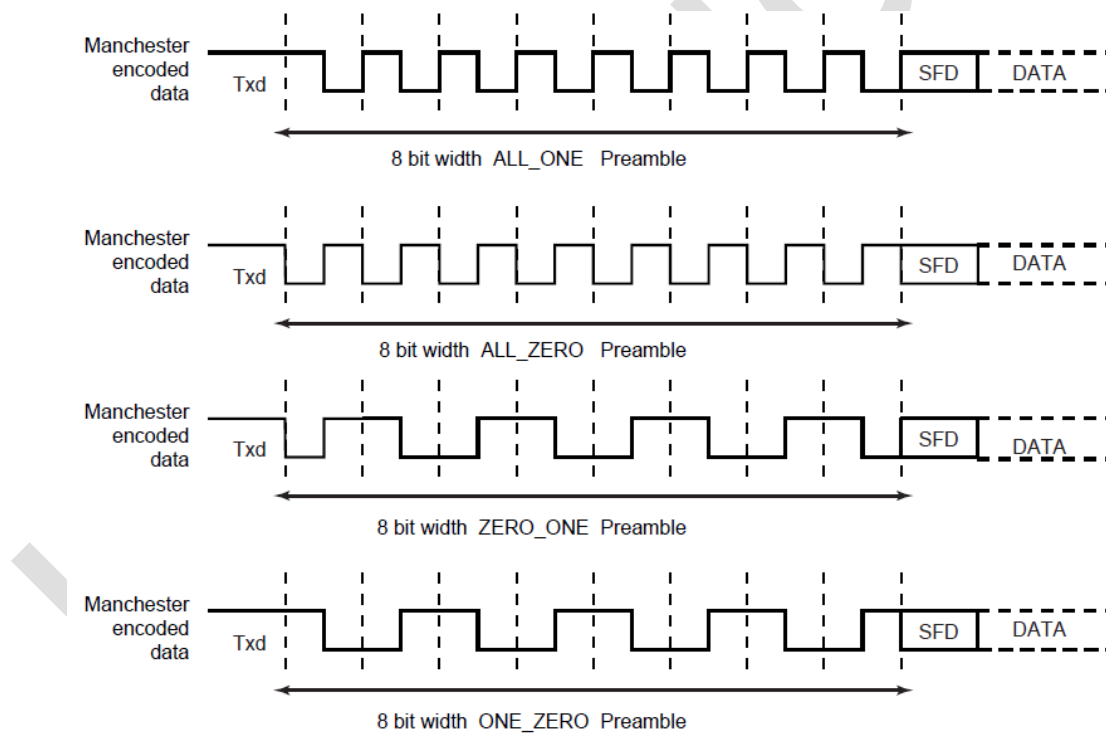 Manchester
encoded
data
Txd
SFD
DATA
8 bit width ALL_ONE Preamble
Manchester
encoded
data
Txd
SFD
DATA
8 bit width ALL_ZERO Preamble
Manchester
encoded
data
Txd
SFD
DATA
8 bit width ZERO_ONE Preamble
Manchester
encoded
data
Txd
SFD
DATA
8 bit width ONE_ZERO Preamble